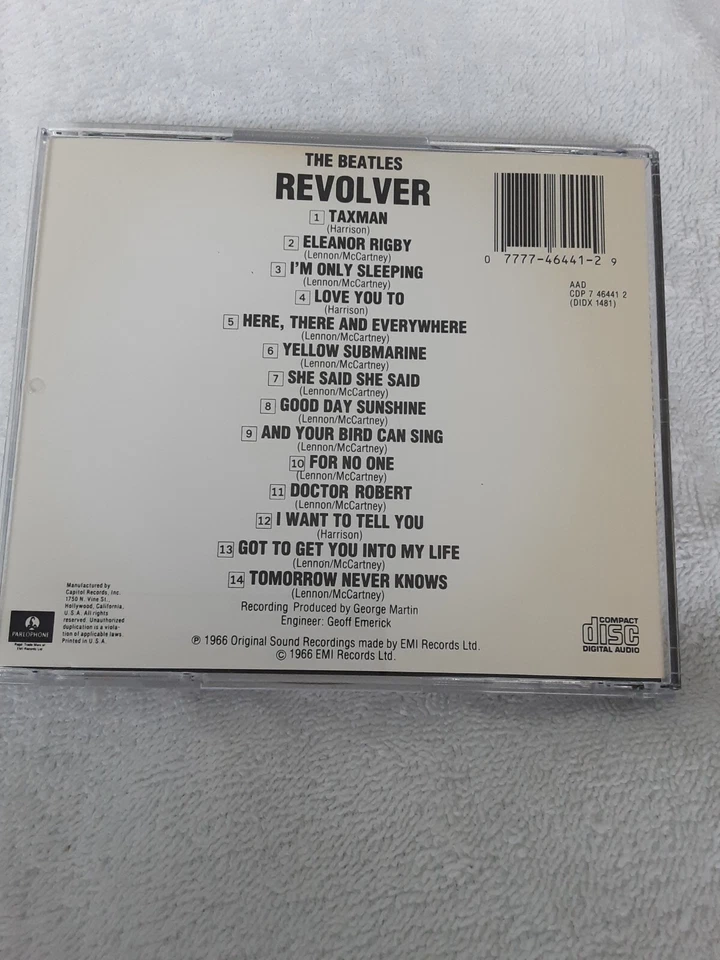 THE BEATLES
REVOLVER
1 TAXMAN
(Harrison)
2 ELEANOR RIGBY
(Lennon/McCartney)
3 I'M ONLY SLEEPING
(Lennon/McCartney)
4 LOVE YOU TO
(Harrison)
5 HERE, THERE AND EVERYWHERE
(Lennon/McCartney)
6 YELLOW SUBMARINE
(Lennon/McCartney)
7 SHE SAID SHE SAID
(Lennon/McCartney)
8 GOOD DAY SUNSHINE
(Lennon/McCartney)
9 AND YOUR BIRD CAN SING
(Lennon/McCartney)
10 FOR NO ONE
(Lennon/McCartney)
11 DOCTOR ROBERT
(Lennon/McCartney)
12 I WANT TO TELL YOU
(Harrison)
13 GOT TO GET YOU INTO MY LIFE
(Lennon/McCartney)
14 TOMORROW NEVER KNOWS
(Lennon/McCartney)
Recording Produced by George Martin
Engineer: Geoff Emerick
℗ 1966 Original Sound Recordings made by EMI Records Ltd.
© 1966 EMI Records Ltd.
0 7777-46441-2 9
AAD
CDP 7 46441 2
(DIDX 1481)
Manufactured by
Capitol Records, Inc.
1750 N. Vine St.,
Hollywood, California,
U.S.A. All rights
reserved. Unauthorized
duplication is a viola-
tion of applicable laws.
Printed in U.S.A.
PARLOPHONE
COMPACT
disc
DIGITAL AUDIO